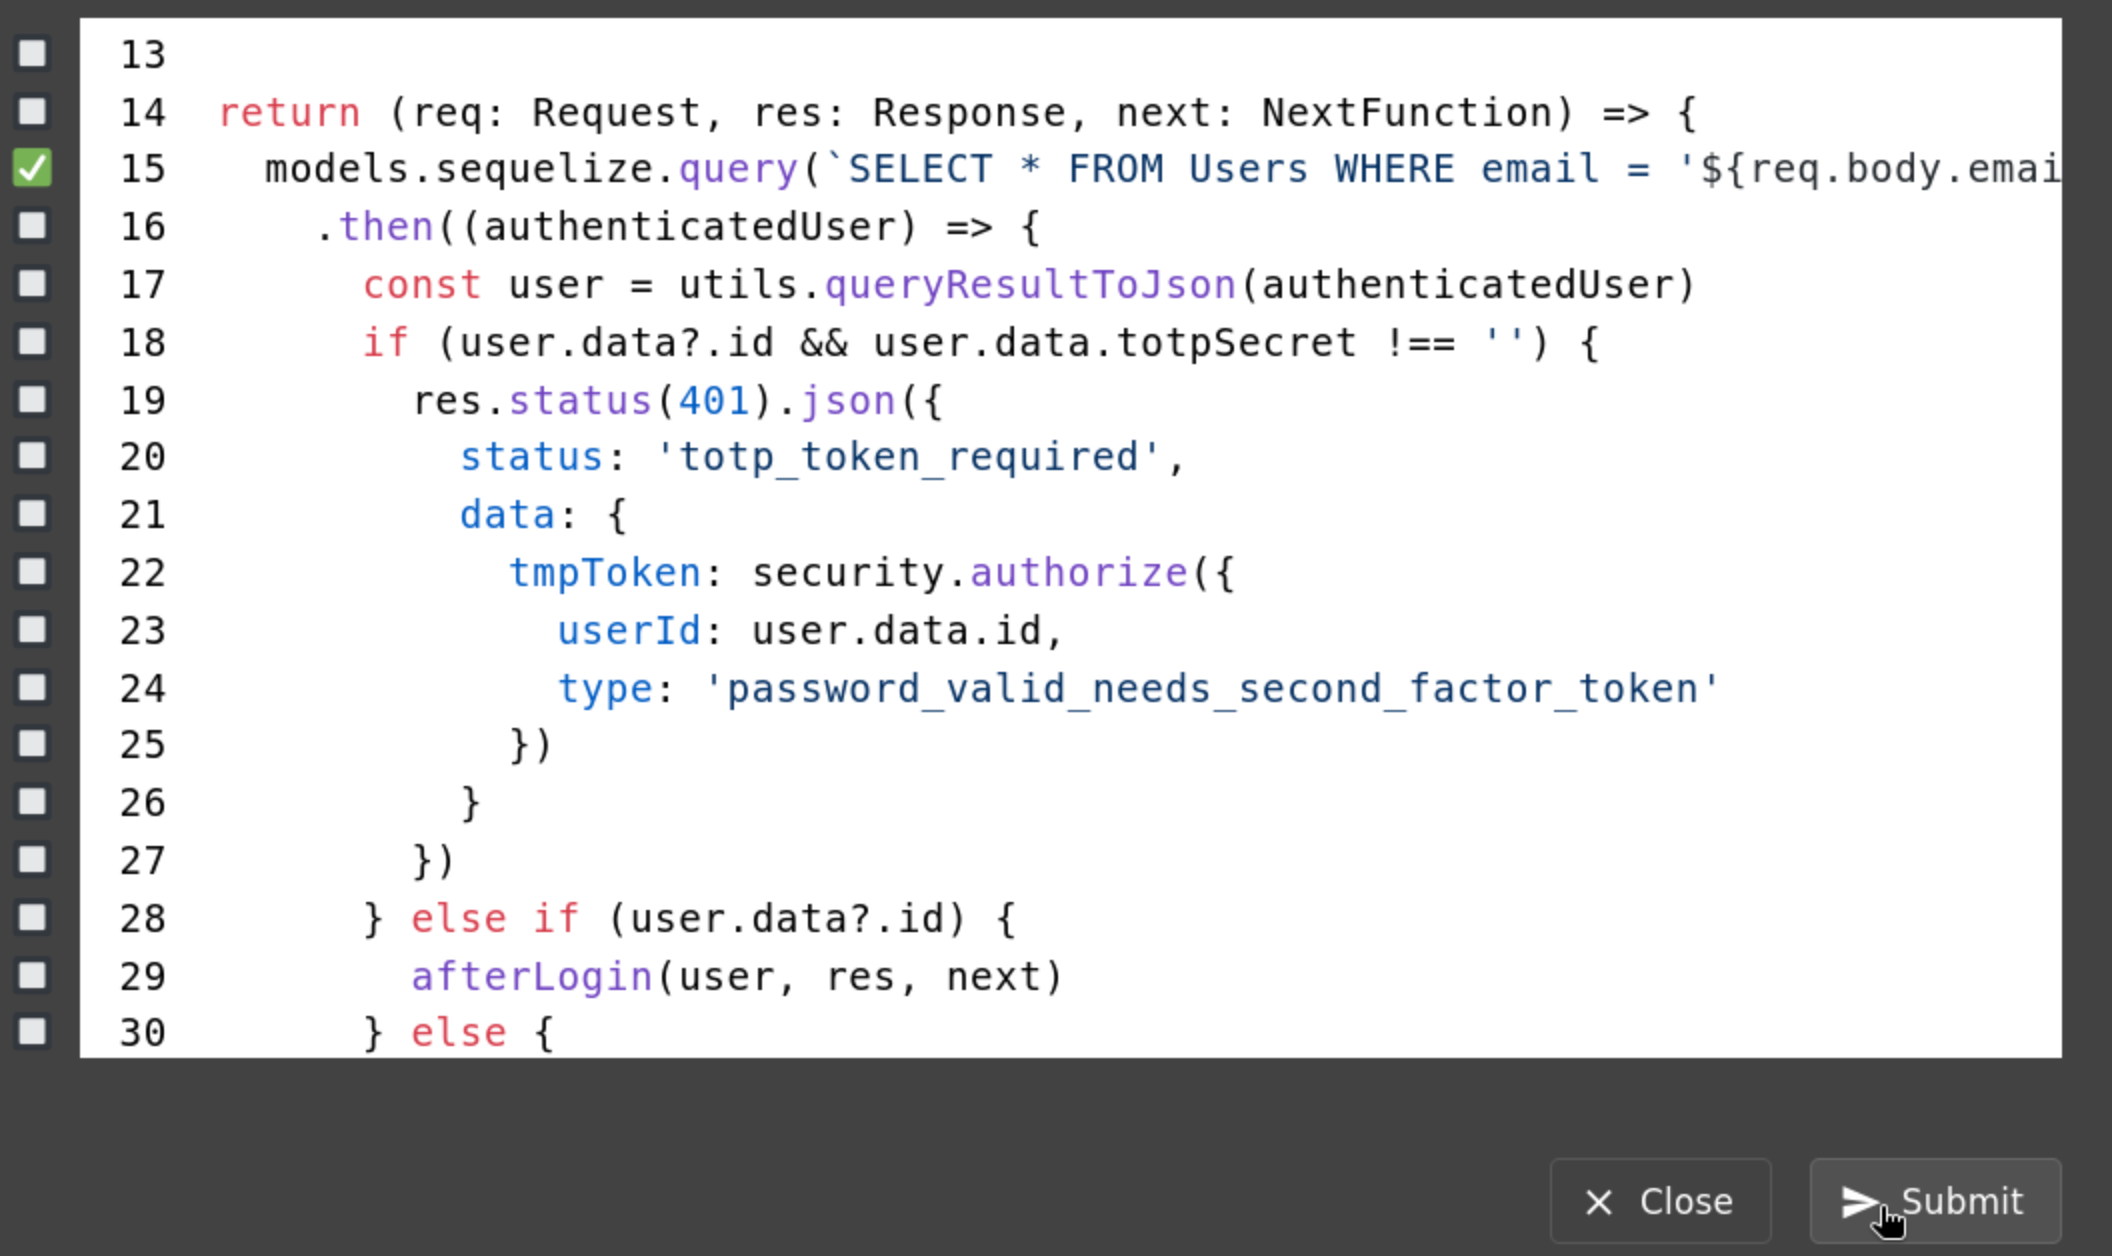 13
14 return (req: Request, res: Response, next: NextFunction) => {
15 models.sequelize.query(`SELECT * FROM Users WHERE email = '${req.body.emai
16 .then((authenticatedUser) => {
17 const user = utils.queryResultToJson(authenticatedUser)
18 if (user.data?.id && user.data.totpSecret !== '') {
19 res.status(401).json({
20 status: 'totp_token_required',
21 data: {
22 tmpToken: security.authorize({
23 userId: user.data.id,
24 type: 'password_valid_needs_second_factor_token'
25 })
26 }
27 })
28 } else if (user.data?.id) {
29 afterLogin(user, res, next)
30 } else {
Close Submit